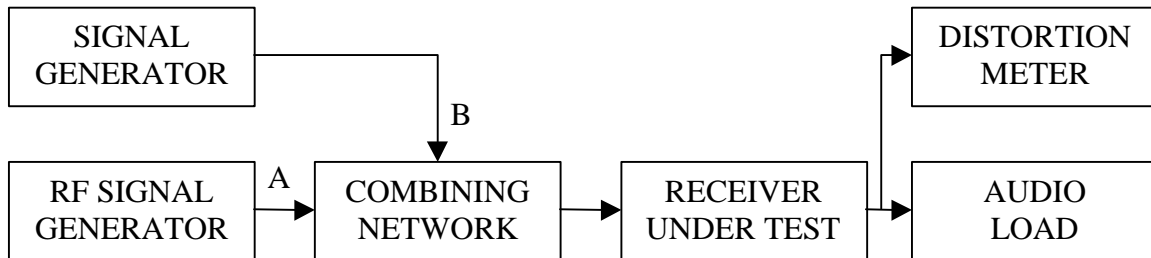 SIGNAL
GENERATOR
DISTORTION
METER
B
A
RF SIGNAL
GENERATOR
COMBINING
NETWORK
RECEIVER
UNDER TEST
AUDIO
LOAD